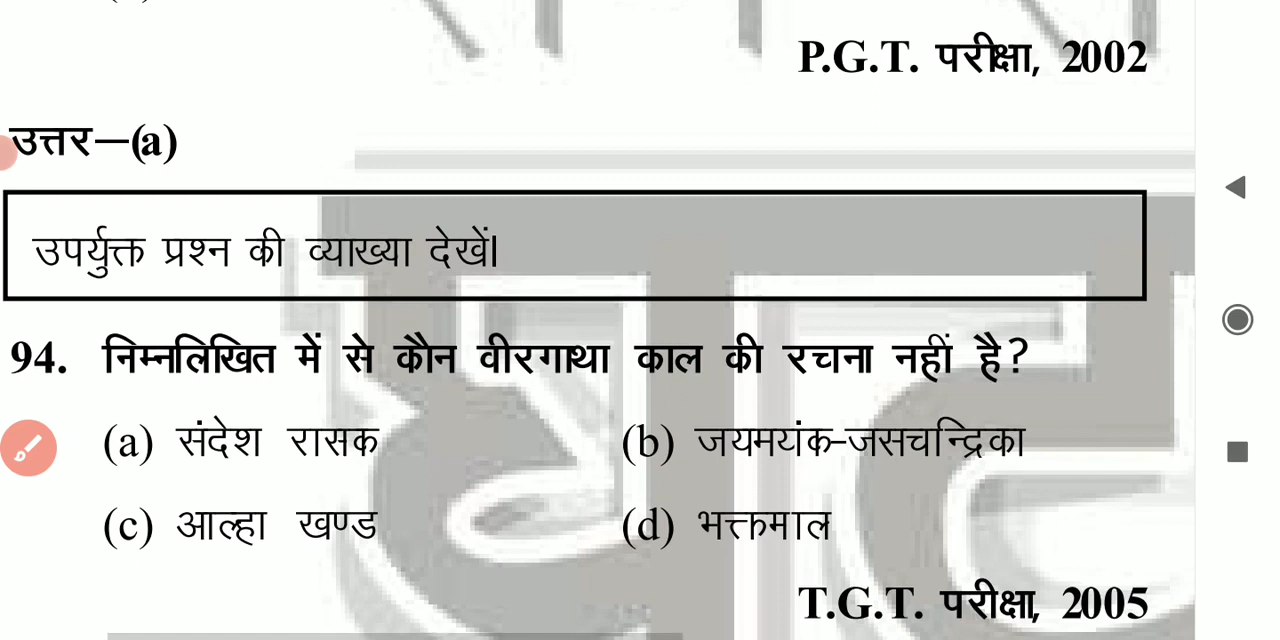 P.G.T. परीक्षा, 2002
उत्तर—(a)
उपर्युक्त प्रश्न की व्याख्या देखें।
94. निम्नलिखित में से कौन वीरगाथा काल की रचना नहीं है?
(a) संदेश रासक (b) जयमयंक-जसचन्द्रिका
(c) आल्हा खण्ड (d) भक्तमाल
T.G.T. परीक्षा, 2005